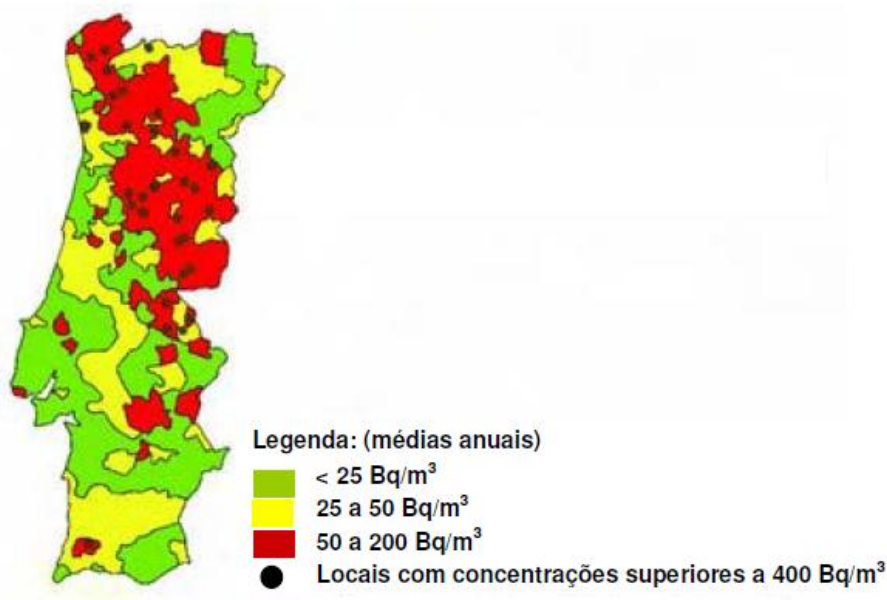 Legenda: (médias anuais)
< 25 Bq/m³
25 a 50 Bq/m³
50 a 200 Bq/m³
Locais com concentrações superiores a 400 Bq/m³